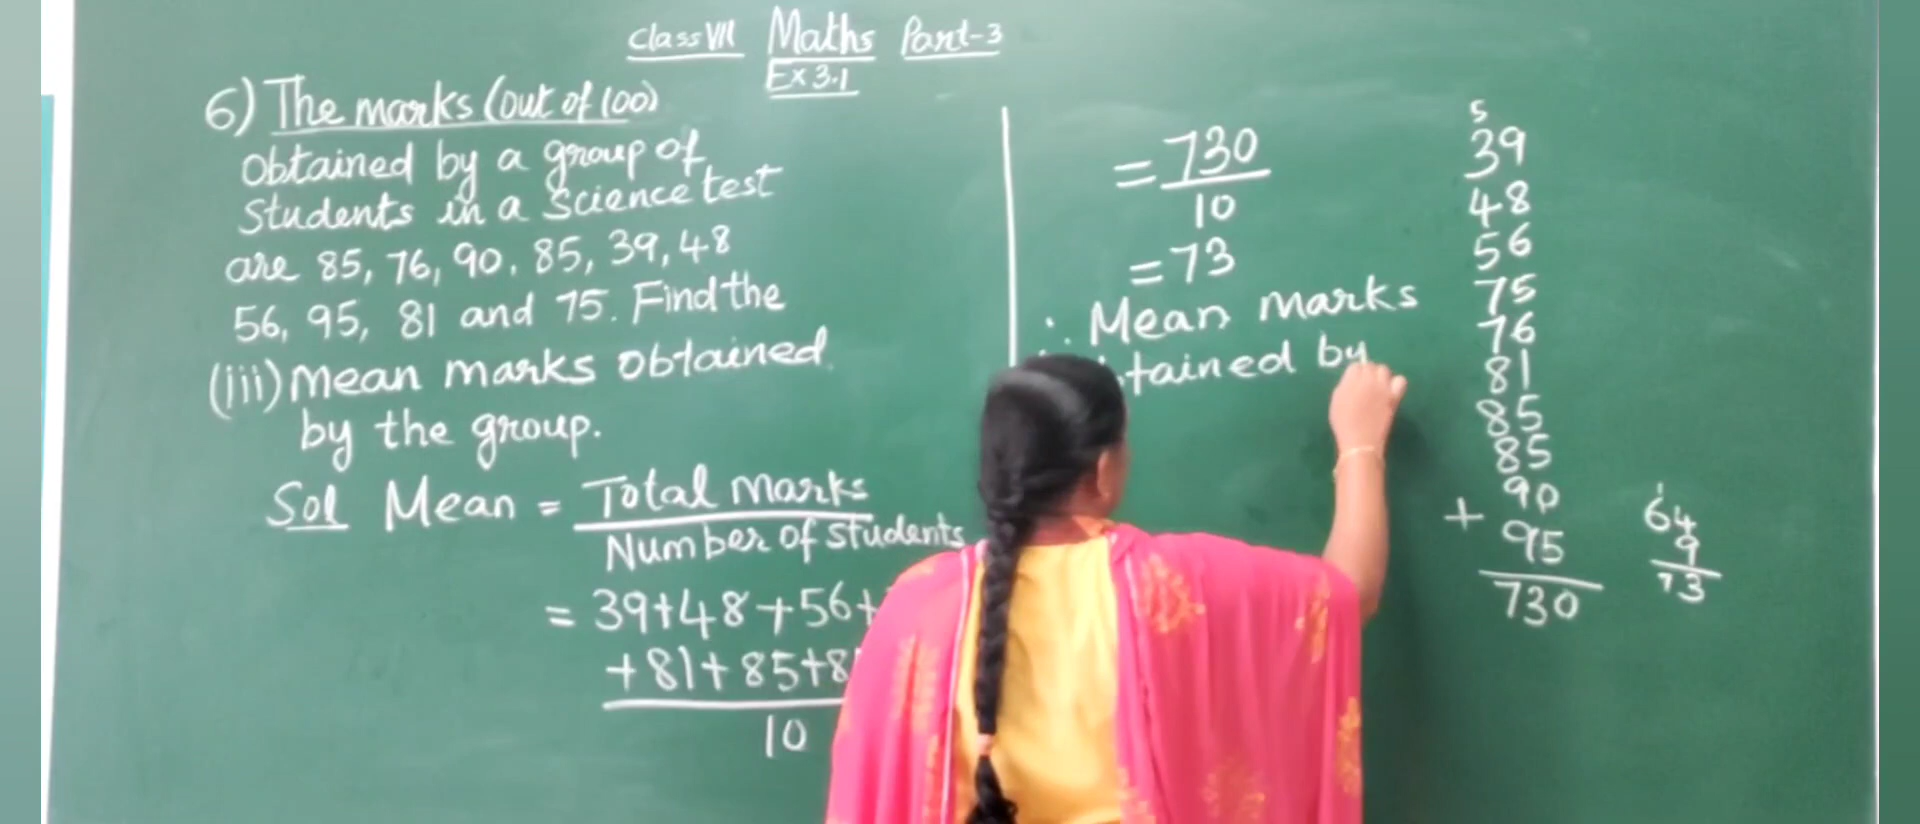 Class VII Maths Part-3
Ex 3.1
6) The marks (out of 100)
obtained by a group of
Students in a Science test
are 85, 76, 90, 85, 39, 48
56, 95, 81 and 75. Find the
(iii) Mean marks obtained
by the group.
Sol Mean = Total marks
Number of students
= 39+48+56+
+81+85+8
10
= 730
10
= 73
∴ Mean marks
by
5
39
48
56
75
76
81
85
85
90
+ 95
730
1
64
9
73